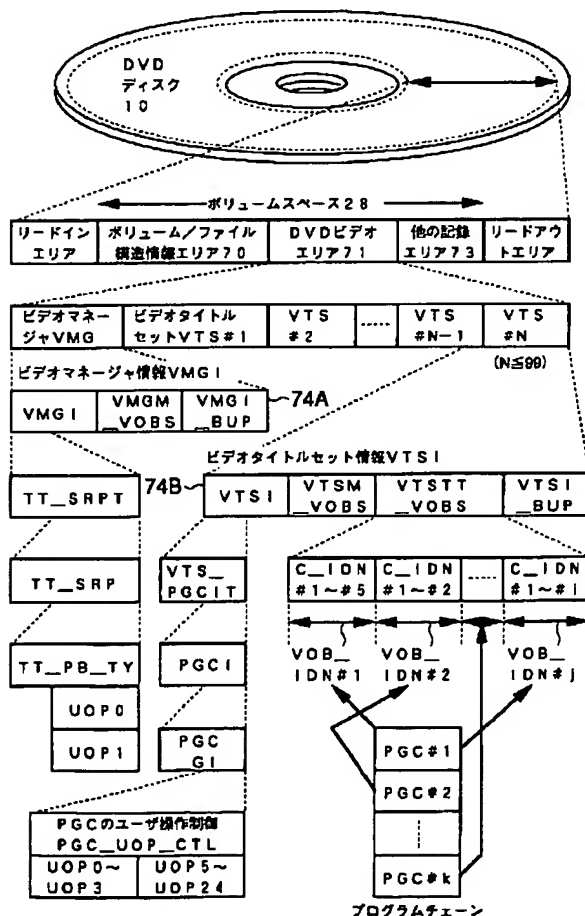 DVD
ディスク
10
ボリュームスペース28
リードイン
エリア
ボリューム/ファイル
構造情報エリア70
DVDビデオ
エリア71
他の記録
エリア73
リードアウ
トエリア
ビデオマネー
ジャVMG
ビデオタイトル
セットVTS#1
VTS
#2
VTS
#N-1
VTS
#N
(N≦99)
ビデオマネージャ情報VMGI
VMGI
VMGM
_VOBS
VMGI
_BUP
74A
ビデオタイトルセット情報VTSI
74B
VTSI
VTSM
_VOBS
VTSTT
_VOBS
VTSI
_BUP
TT_SRPT
TT_SRP
VTS_
PGCIT
C_IDN
#1~#5
C_IDN
#1~#2
C_IDN
#1~#i
VOB_
IDN#1
VOB_
IDN#2
VOB_
IDN#j
TT_PB_TY
UOP0
UOP1
PGCI
PGC
_GI
PGC#1
PGC#2
PGC#k
プログラムチェーン
PGCのユーザ操作制御
PGC_UOP_CTL
UOP0~
UOP3
UOP5~
UOP24